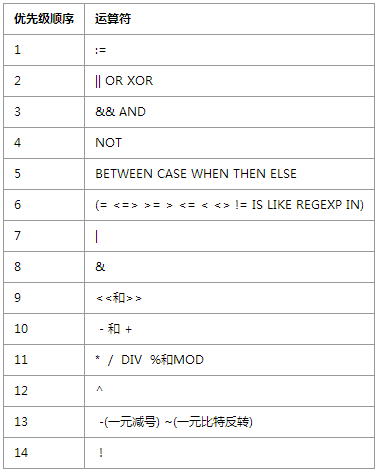 优先级顺序 运算符
1 :=
2 || OR XOR
3 && AND
4 NOT
5 BETWEEN CASE WHEN THEN ELSE
6 (= <=> >= > <= < <> != IS LIKE REGEXP IN)
7 |
8 &
9 <<和>>
10 - 和 +
11 * / DIV %和MOD
12 ^
13 -(一元减号) ~(一元比特反转)
14 !